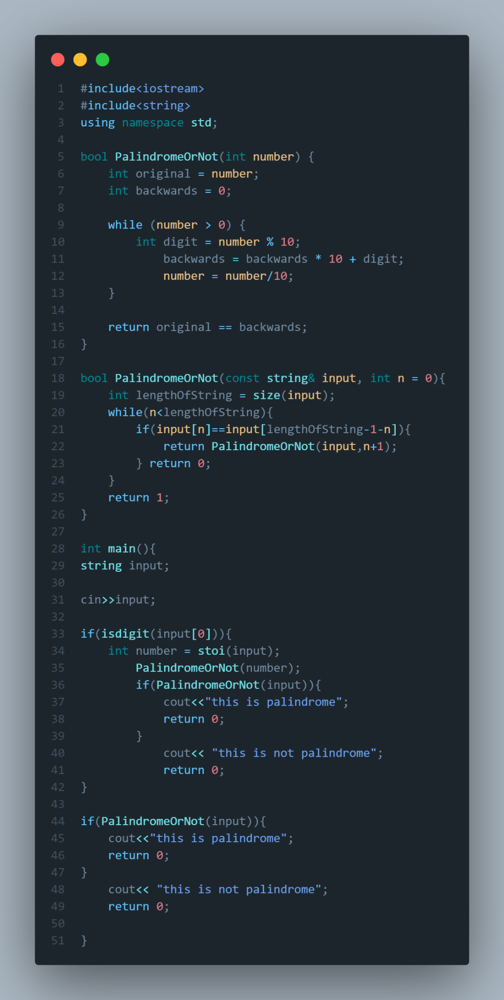 1 #include<iostream>
2 #include<string>
3 using namespace std;
4
5 bool PalindromeOrNot(int number) {
6     int original = number;
7     int backwards = 0;
8
9     while (number > 0) {
10         int digit = number % 10;
11             backwards = backwards * 10 + digit;
12             number = number/10;
13     }
14
15     return original == backwards;
16 }
17
18 bool PalindromeOrNot(const string& input, int n = 0){
19     int lengthOfString = size(input);
20     while(n<lengthOfString){
21         if(input[n]==input[lengthOfString-1-n]){
22             return PalindromeOrNot(input,n+1);
23         } return 0;
24     }
25     return 1;
26 }
27
28 int main(){
29 string input;
30
31 cin>>input;
32
33 if(isdigit(input[0])){
34     int number = stoi(input);
35         PalindromeOrNot(number);
36         if(PalindromeOrNot(input)){
37             cout<<"this is palindrome";
38             return 0;
39         }
40             cout<< "this is not palindrome";
41             return 0;
42 }
43
44 if(PalindromeOrNot(input)){
45     cout<<"this is palindrome";
46     return 0;
47 }
48     cout<< "this is not palindrome";
49     return 0;
50
51 }